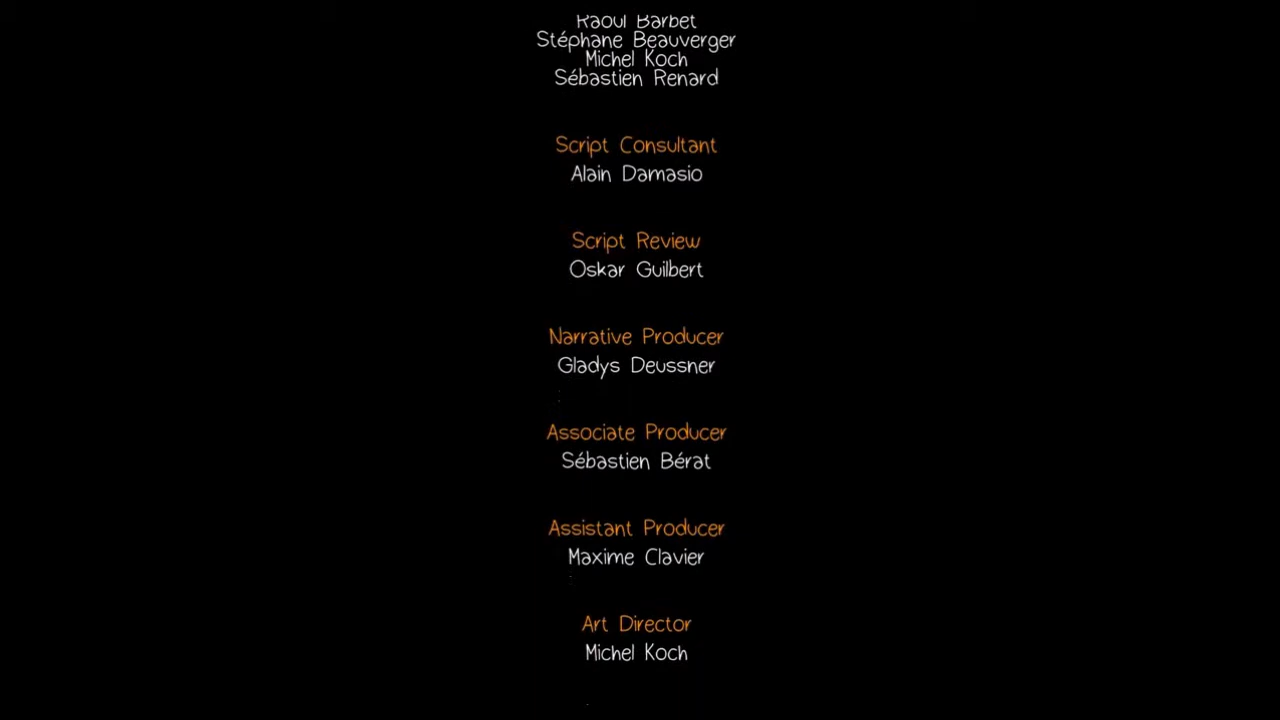 Raoul Barbet
Stéphane Beauverger
Michel Koch
Sébastien Renard
Script Consultant
Alain Damasio
Script Review
Oskar Guilbert
Narrative Producer
Gladys Deussner
Associate Producer
Sébastien Bérat
Assistant Producer
Maxime Clavier
Art Director
Michel Koch